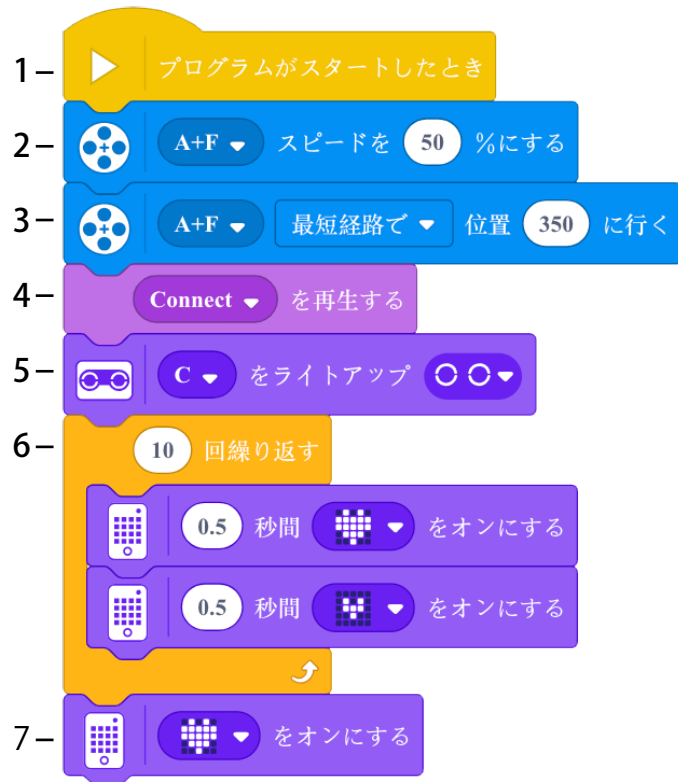 1 プログラムがスタートしたとき
2 A+F スピードを 50 %にする
3 A+F 最短経路で 位置 350 に行く
4 Connect を再生する
5 C をライトアップ
6 10 回繰り返す
0.5 秒間 をオンにする
0.5 秒間 をオンにする
7 をオンにする